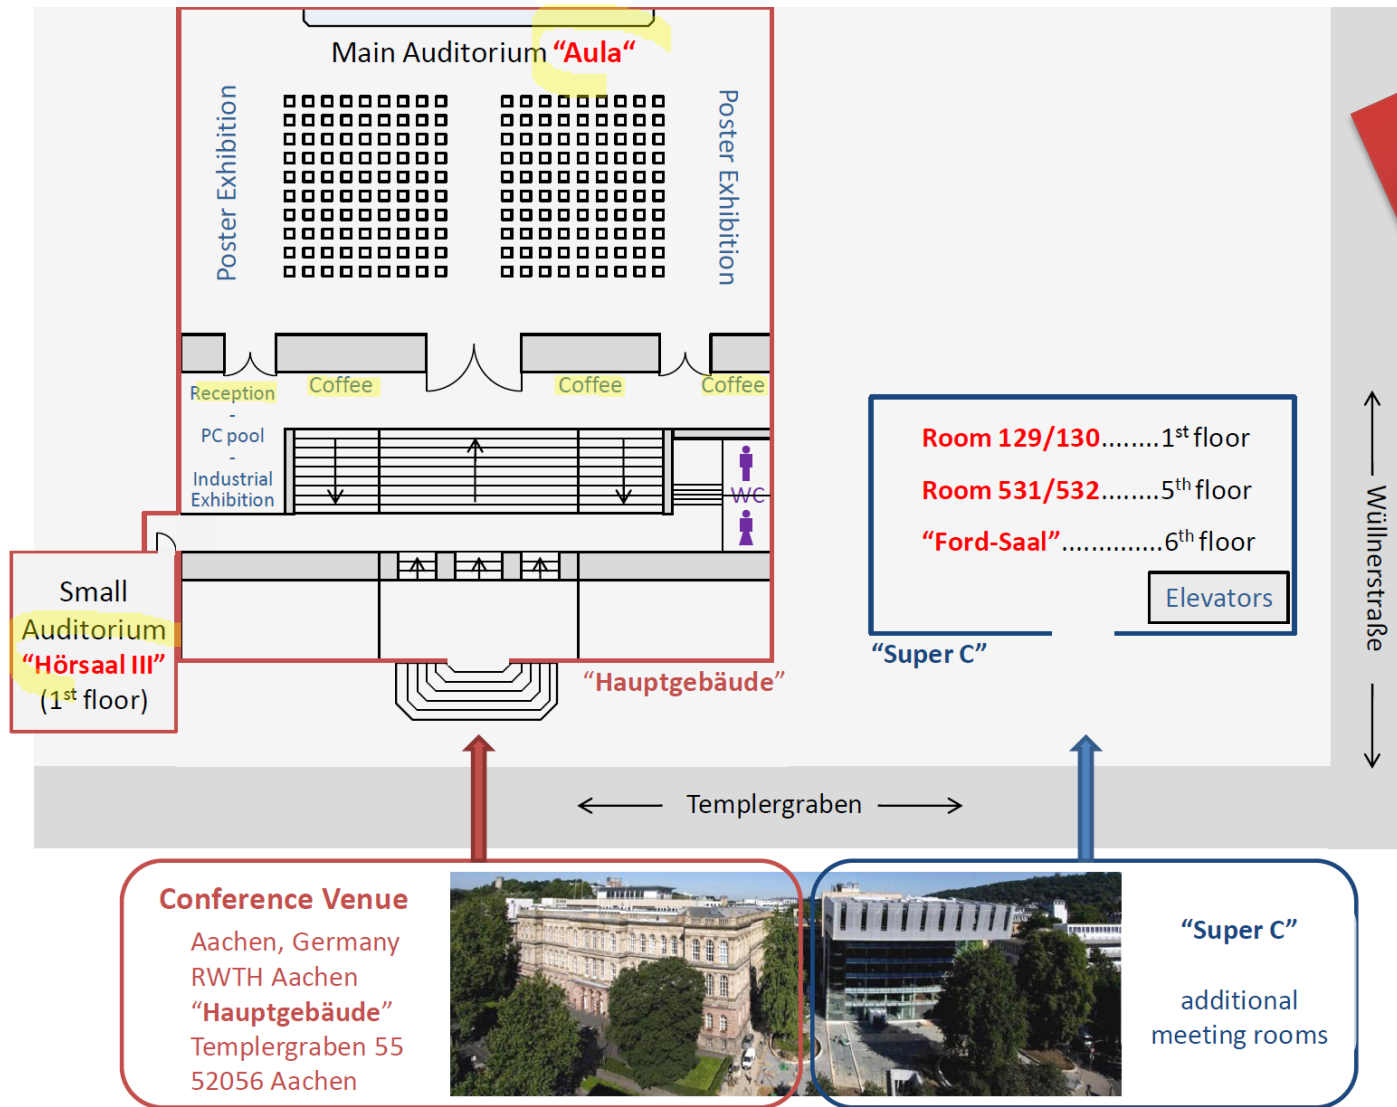 Main Auditorium “Aula“
Poster Exhibition
Poster Exhibition
Reception
-
PC pool
-
Industrial
Exhibition
Coffee
Coffee
Coffee
WC
Small
Auditorium
“Hörsaal III”
(1st floor)
“Hauptgebäude”
Room 129/130........1st floor
Room 531/532........5th floor
“Ford-Saal”..............6th floor
Elevators
“Super C”
Wüllnerstraße
Templergraben
Conference Venue
Aachen, Germany
RWTH Aachen
“Hauptgebäude”
Templergraben 55
52056 Aachen
“Super C”
additional
meeting rooms